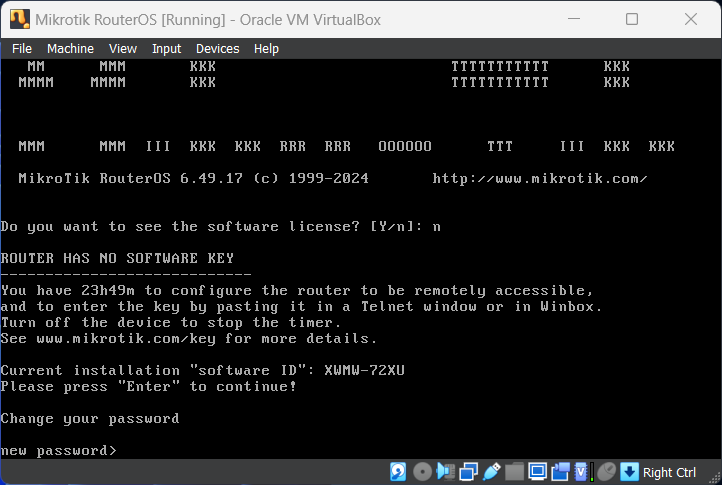 Mikrotik RouterOS [Running] - Oracle VM VirtualBox
File Machine View Input Devices Help
MM MMM KKK TTTTTTTTTTT KKK
MMMM MMMM KKK TTTTTTTTTTT KKK
MMM MMM III KKK KKK RRR RRR OOOOOO TTT III KKK KKK
MikroTik RouterOS 6.49.17 (c) 1999-2024 http://www.mikrotik.com/
Do you want to see the software license? [Y/n]: n
ROUTER HAS NO SOFTWARE KEY
----------------------------
You have 23h49m to configure the router to be remotely accessible,
and to enter the key by pasting it in a Telnet window or in Winbox.
Turn off the device to stop the timer.
See www.mikrotik.com/key for more details.
Current installation "software ID": XWMW-72XU
Please press "Enter" to continue!
Change your password
new password>
Right Ctrl